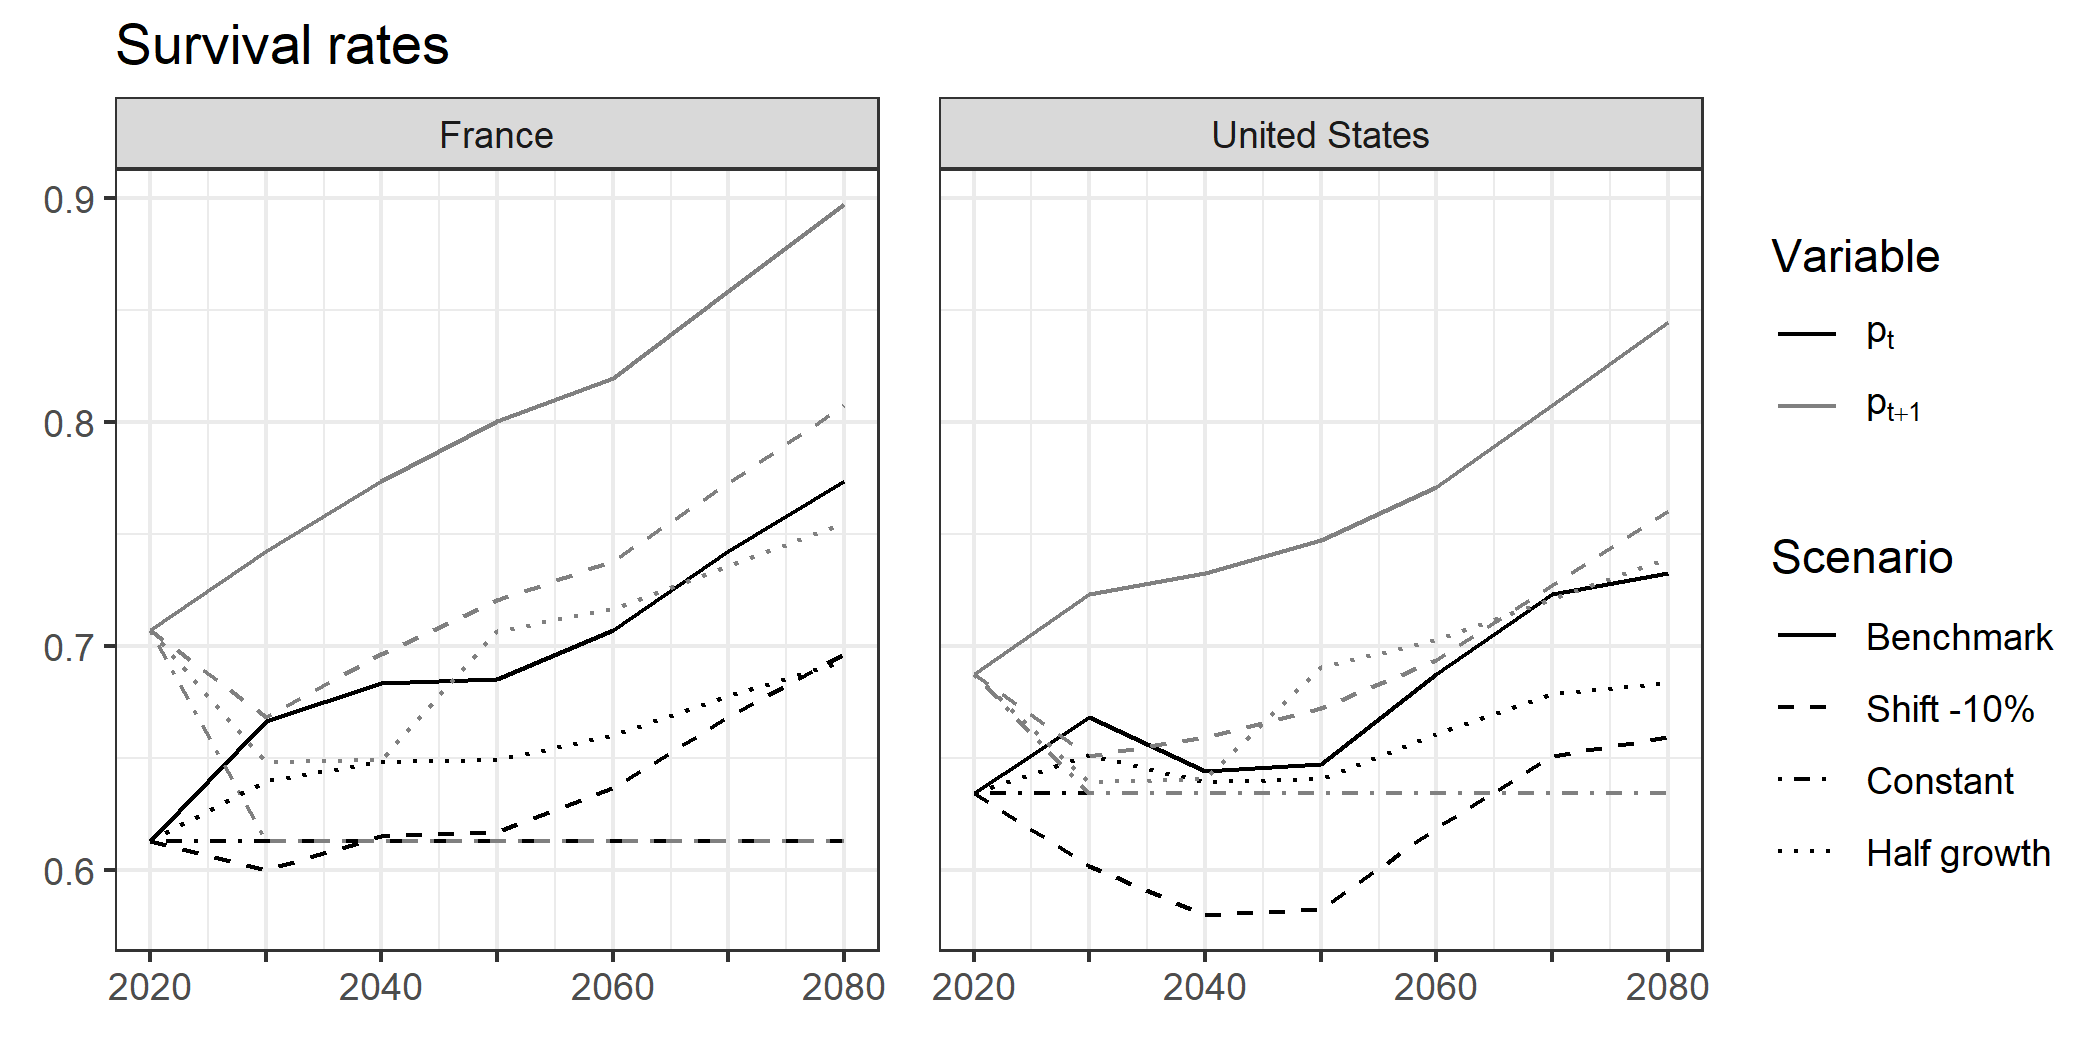 Survival rates
France
United States
0.9
0.8
0.7
0.6
2020 2040 2060 2080
2020 2040 2060 2080
Variable
pt
pt+1
Scenario
Benchmark
Shift -10%
Constant
Half growth